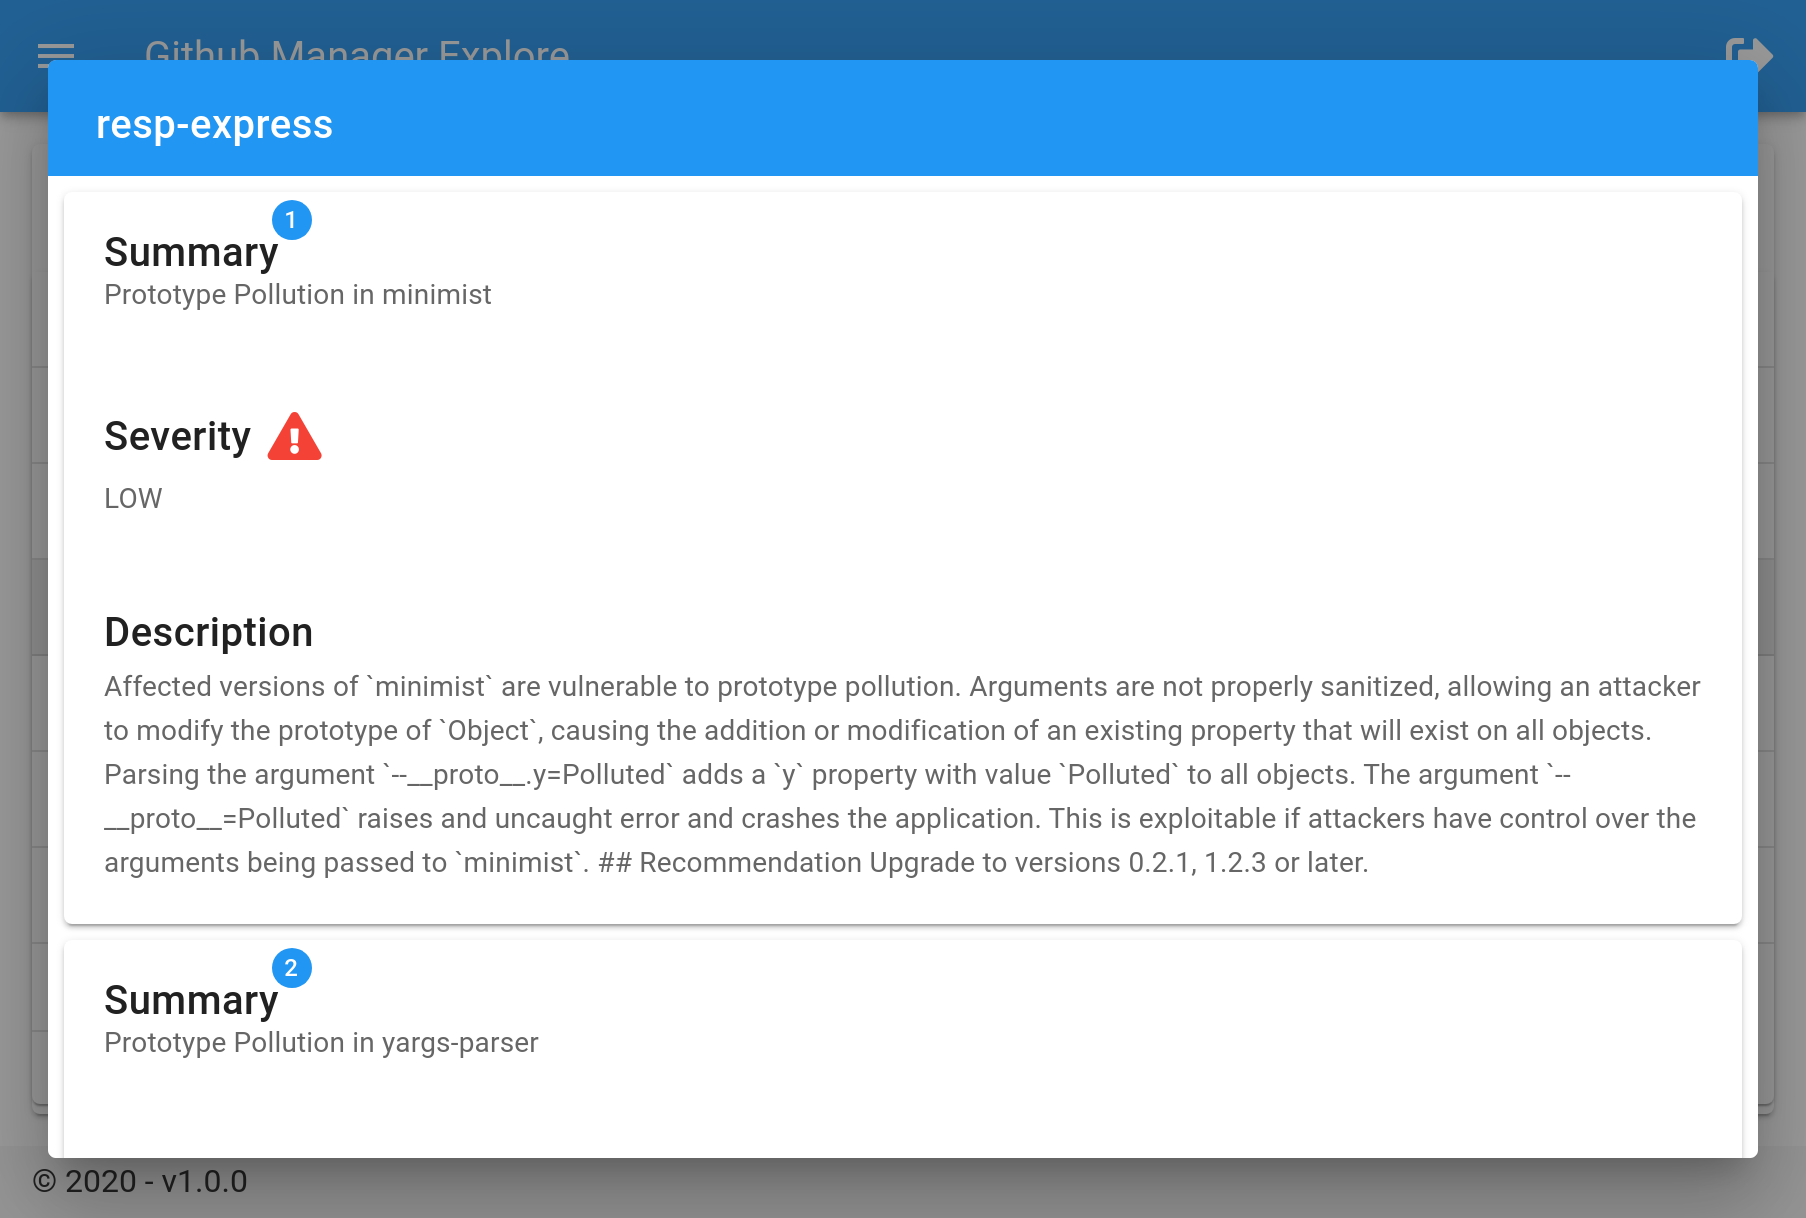 Github Manager Explore
resp-express
1
Summary
Prototype Pollution in minimist
Severity
LOW
Description
Affected versions of `minimist` are vulnerable to prototype pollution. Arguments are not properly sanitized, allowing an attacker
to modify the prototype of `Object`, causing the addition or modification of an existing property that will exist on all objects.
Parsing the argument `--__proto__.y=Polluted` adds a `y` property with value `Polluted` to all objects. The argument `--
__proto__=Polluted` raises and uncaught error and crashes the application. This is exploitable if attackers have control over the
arguments being passed to `minimist`. ## Recommendation Upgrade to versions 0.2.1, 1.2.3 or later.
2
Summary
Prototype Pollution in yargs-parser
© 2020 - v1.0.0